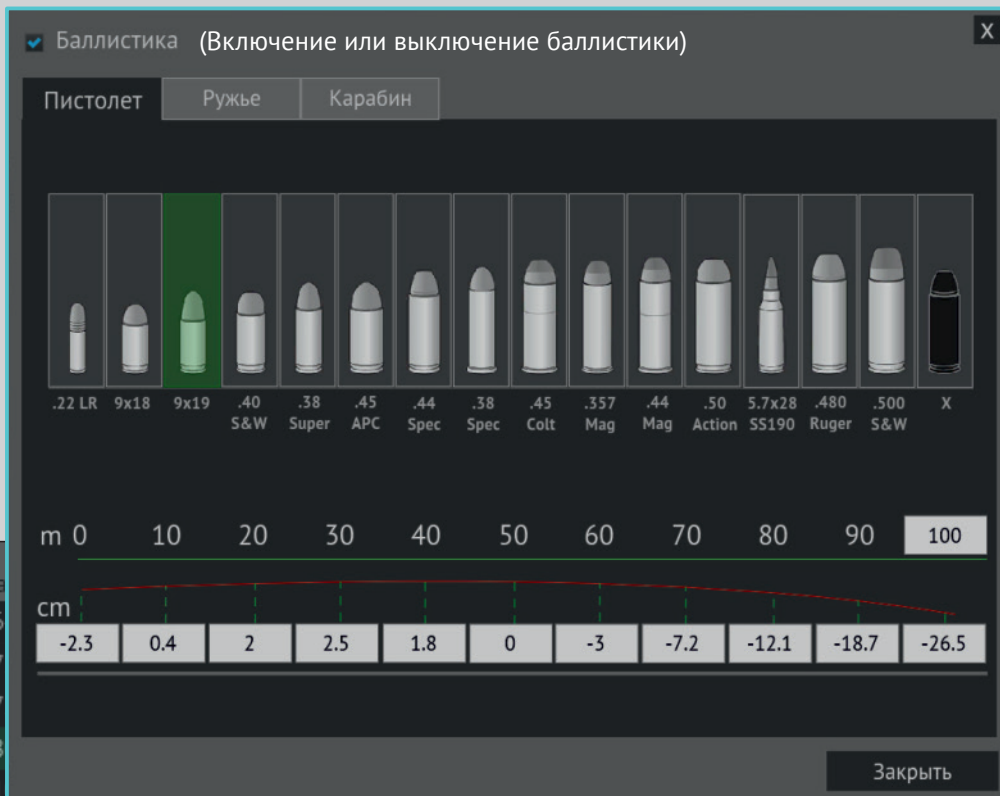 Баллистика (Включение или выключение баллистики) X
Пистолет Ружье Карабин
.22 LR 9x18 9x19 .40 S&W .38 Super .45 APC .44 Spec .38 Spec .45 Colt .357 Mag .44 Mag .50 Action 5.7x28 SS190 .480 Ruger .500 S&W X
m 0 10 20 30 40 50 60 70 80 90 100
cm
-2.3 0.4 2 2.5 1.8 0 -3 -7.2 -12.1 -18.7 -26.5
Закрыть